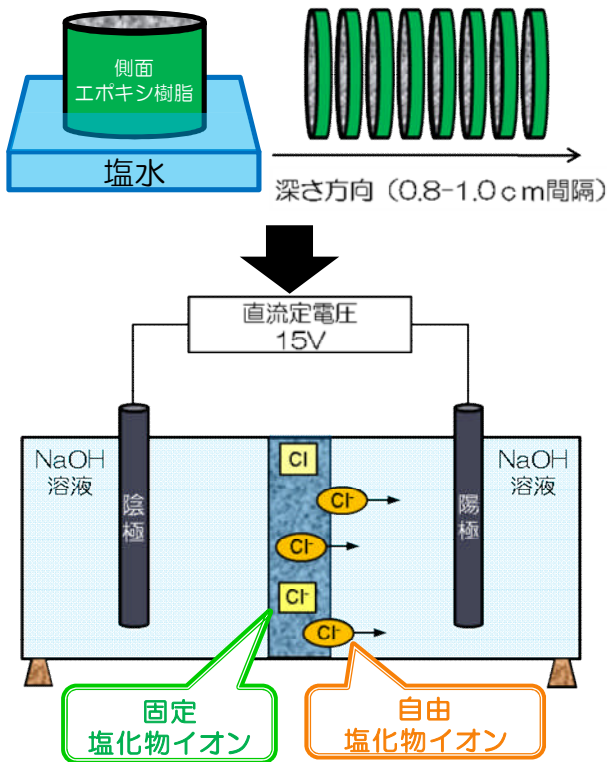 側面
エポキシ樹脂
塩水
深さ方向（0.8-1.0cm間隔）
直流定電圧
15V
NaOH
溶液
陰極
Cl
Cl⁻
Cl⁻
Cl⁻
Cl⁻
陽極
NaOH
溶液
固定
塩化物イオン
自由
塩化物イオン